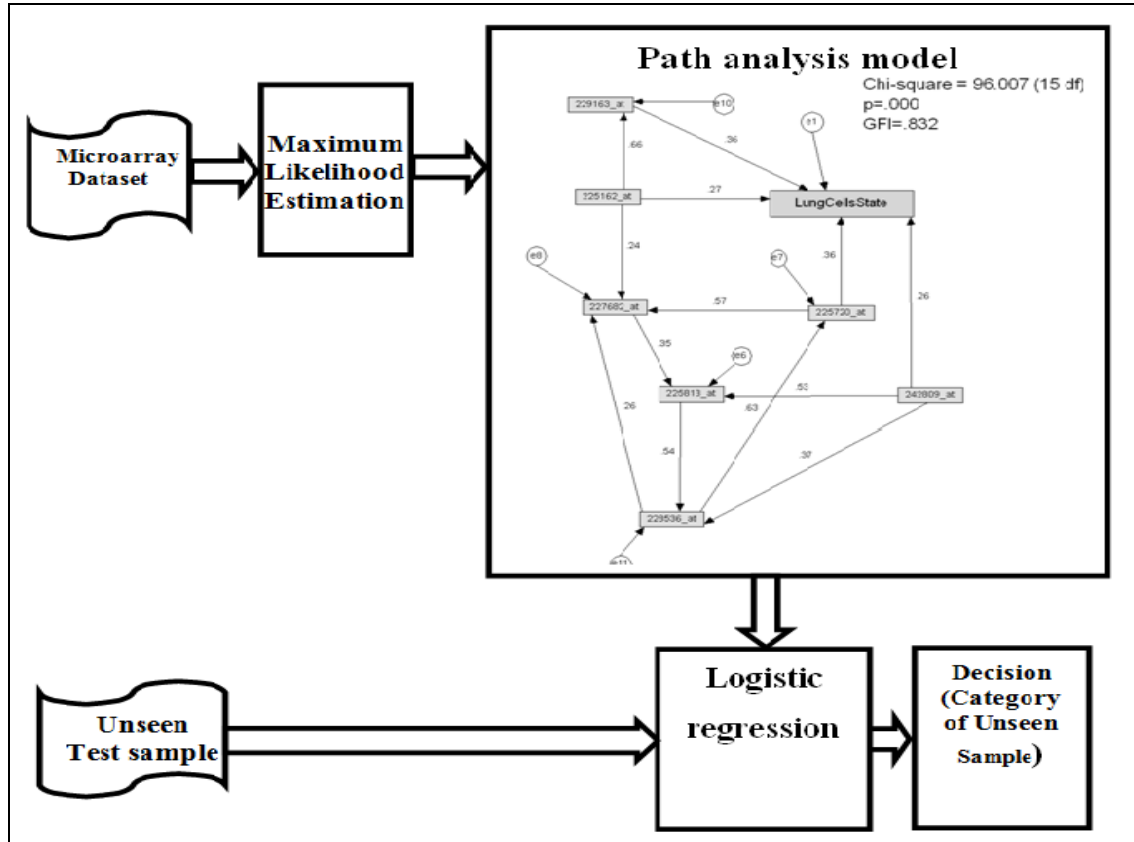 Path analysis model
Chi-square = 96.007 (15 df)
p=.000
GFI=.832
229163_at
e10
e1
.36
.66
225162_at
.27
LungCellsState
.24
e8
e7
.36
.26
227682_at
.57
225720_at
.35
e6
225813_at
.53
242809_at
.26
.63
.54
.37
e11
Microarray
Dataset
Maximum
Likelihood
Estimation
Unseen
Test sample
Logistic
regression
Decision
(Category
of Unseen
Sample)